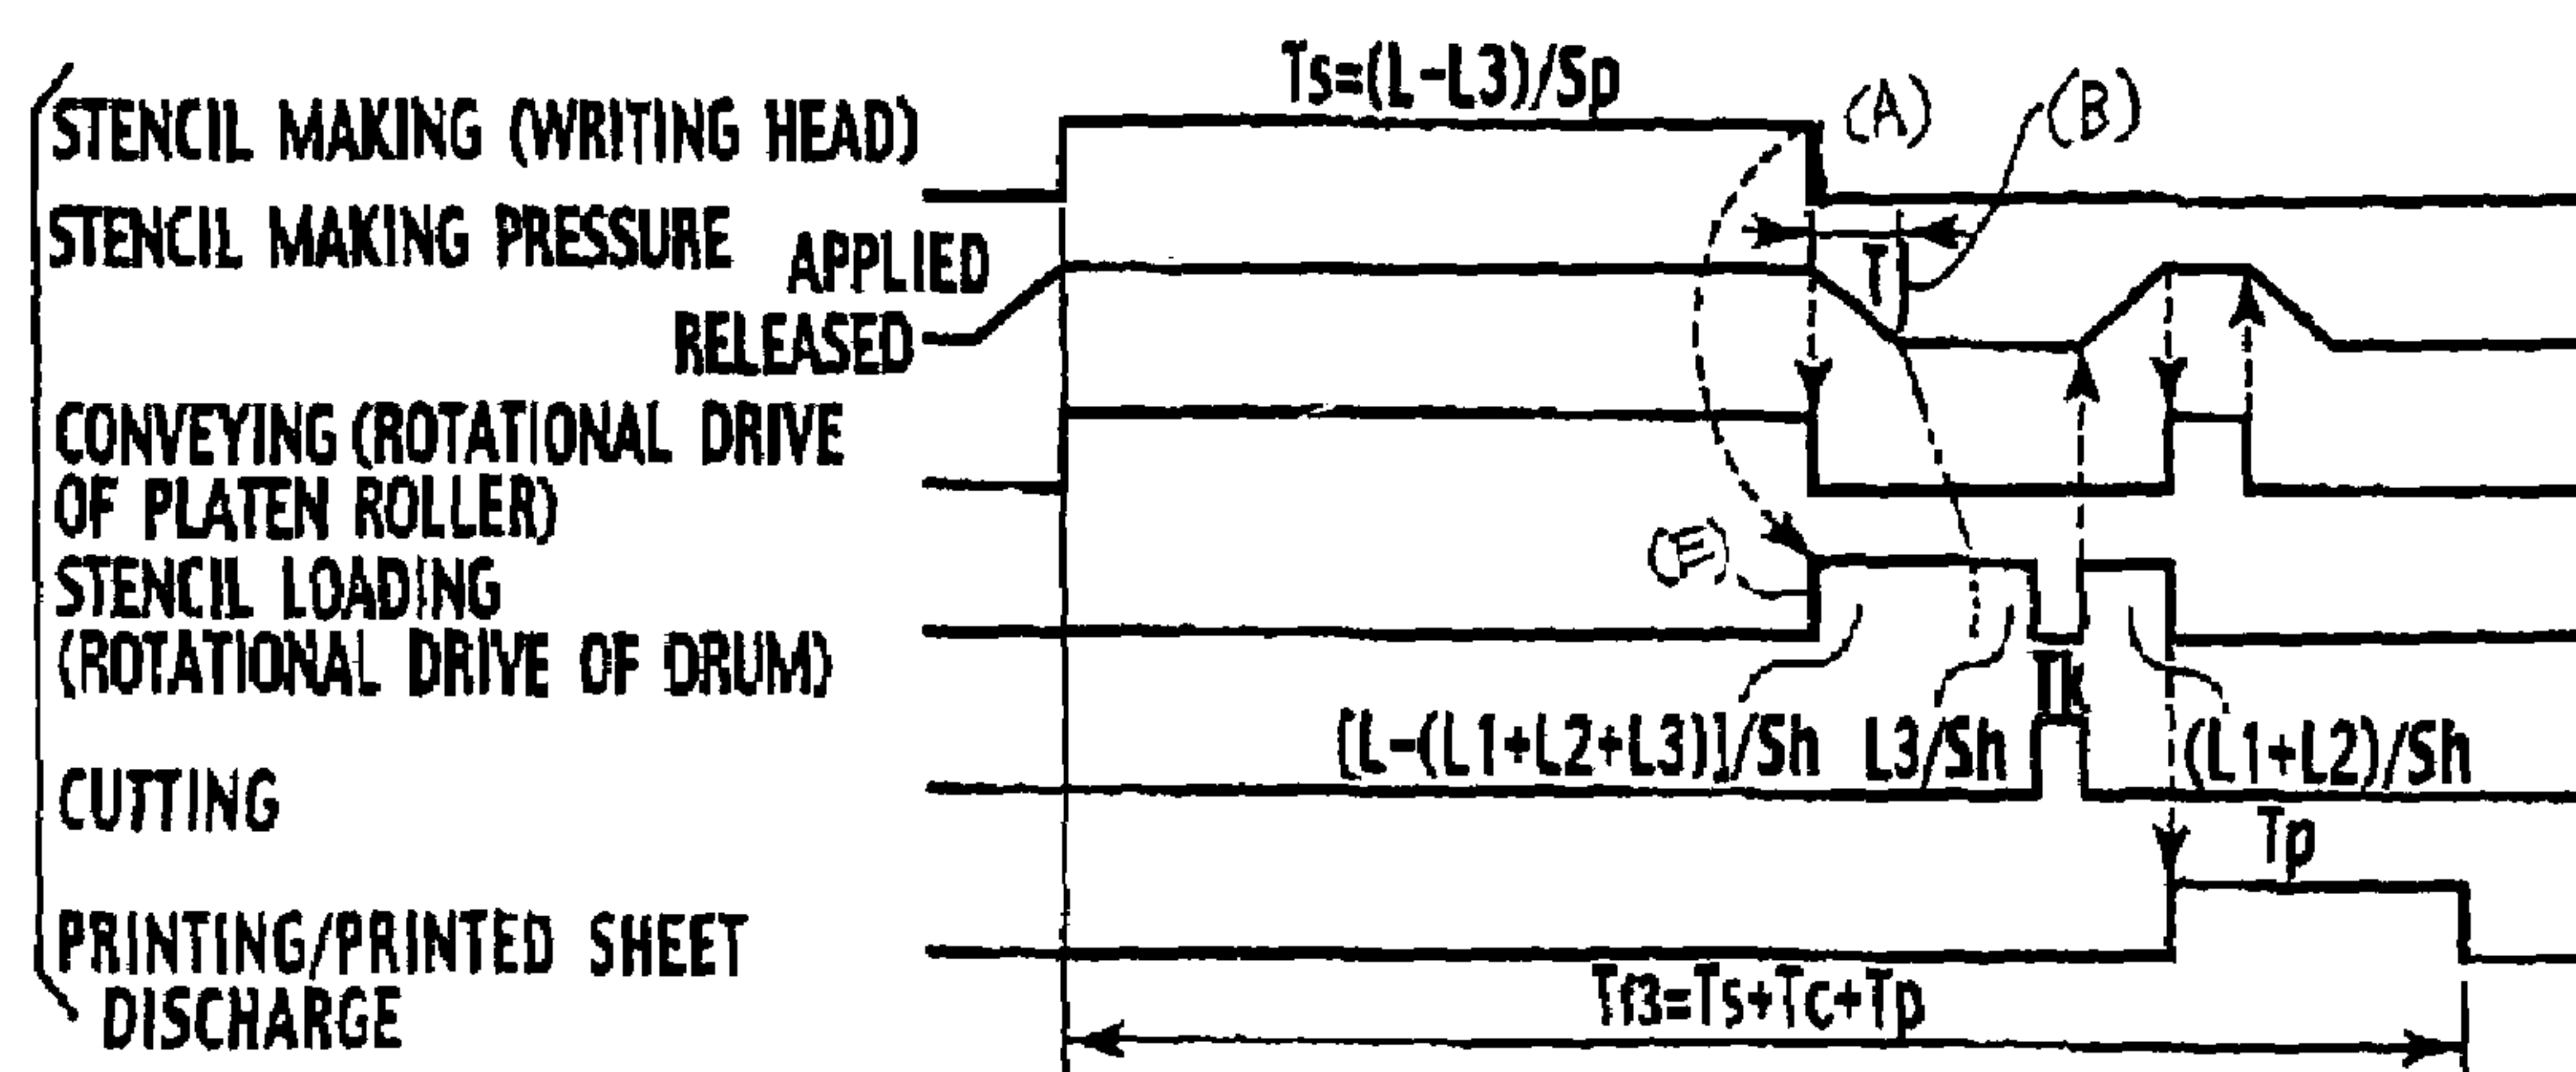 Ts=(L-L3)/Sp
(A)
(B)
STENCIL MAKING (WRITING HEAD)
STENCIL MAKING PRESSURE
APPLIED
T
RELEASED
CONVEYING (ROTATIONAL DRIVE
OF PLATEN ROLLER)
STENCIL LOADING
(ROTATIONAL DRIVE OF DRUM)
Tk
[L-(L1+L2+L3)]/Sh
L3/Sh
(L1+L2)/Sh
CUTTING
Tp
PRINTING/PRINTED SHEET
DISCHARGE
Tf3=Ts+Tc+Tp